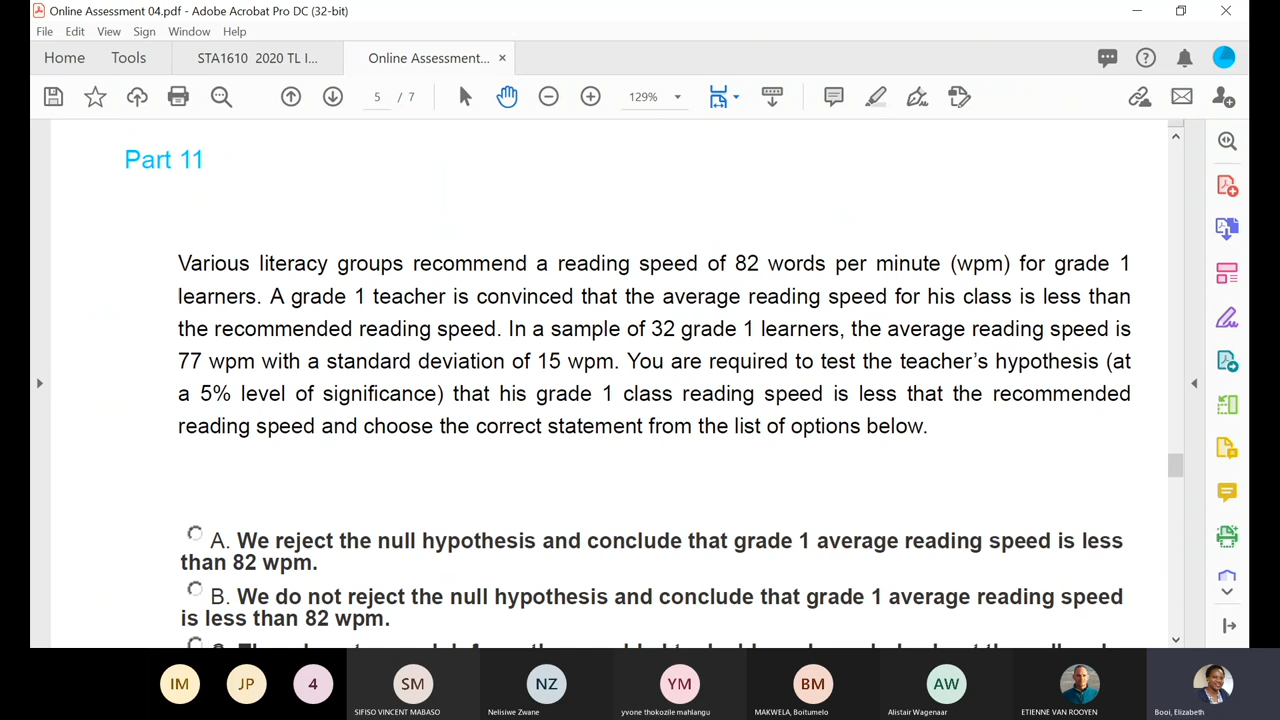 Online Assessment 04.pdf - Adobe Acrobat Pro DC (32-bit)
File Edit View Sign Window Help
Home Tools STA1610 2020 TL I... Online Assessment... ×
5 / 7 129%
Part 11
Various literacy groups recommend a reading speed of 82 words per minute (wpm) for grade 1
learners. A grade 1 teacher is convinced that the average reading speed for his class is less than
the recommended reading speed. In a sample of 32 grade 1 learners, the average reading speed is
77 wpm with a standard deviation of 15 wpm. You are required to test the teacher's hypothesis (at
a 5% level of significance) that his grade 1 class reading speed is less that the recommended
reading speed and choose the correct statement from the list of options below.
A. We reject the null hypothesis and conclude that grade 1 average reading speed is less
than 82 wpm.
B. We do not reject the null hypothesis and conclude that grade 1 average reading speed
is less than 82 wpm.
IM JP 4 SM NZ YM BM AW
SIFISO VINCENT MABASO Nelisiwe Zwane yvone thokozile mahlangu MAKWELA, Boitumelo Alistair Wagenaar ETIENNE VAN ROOYEN Booi, Elizabeth